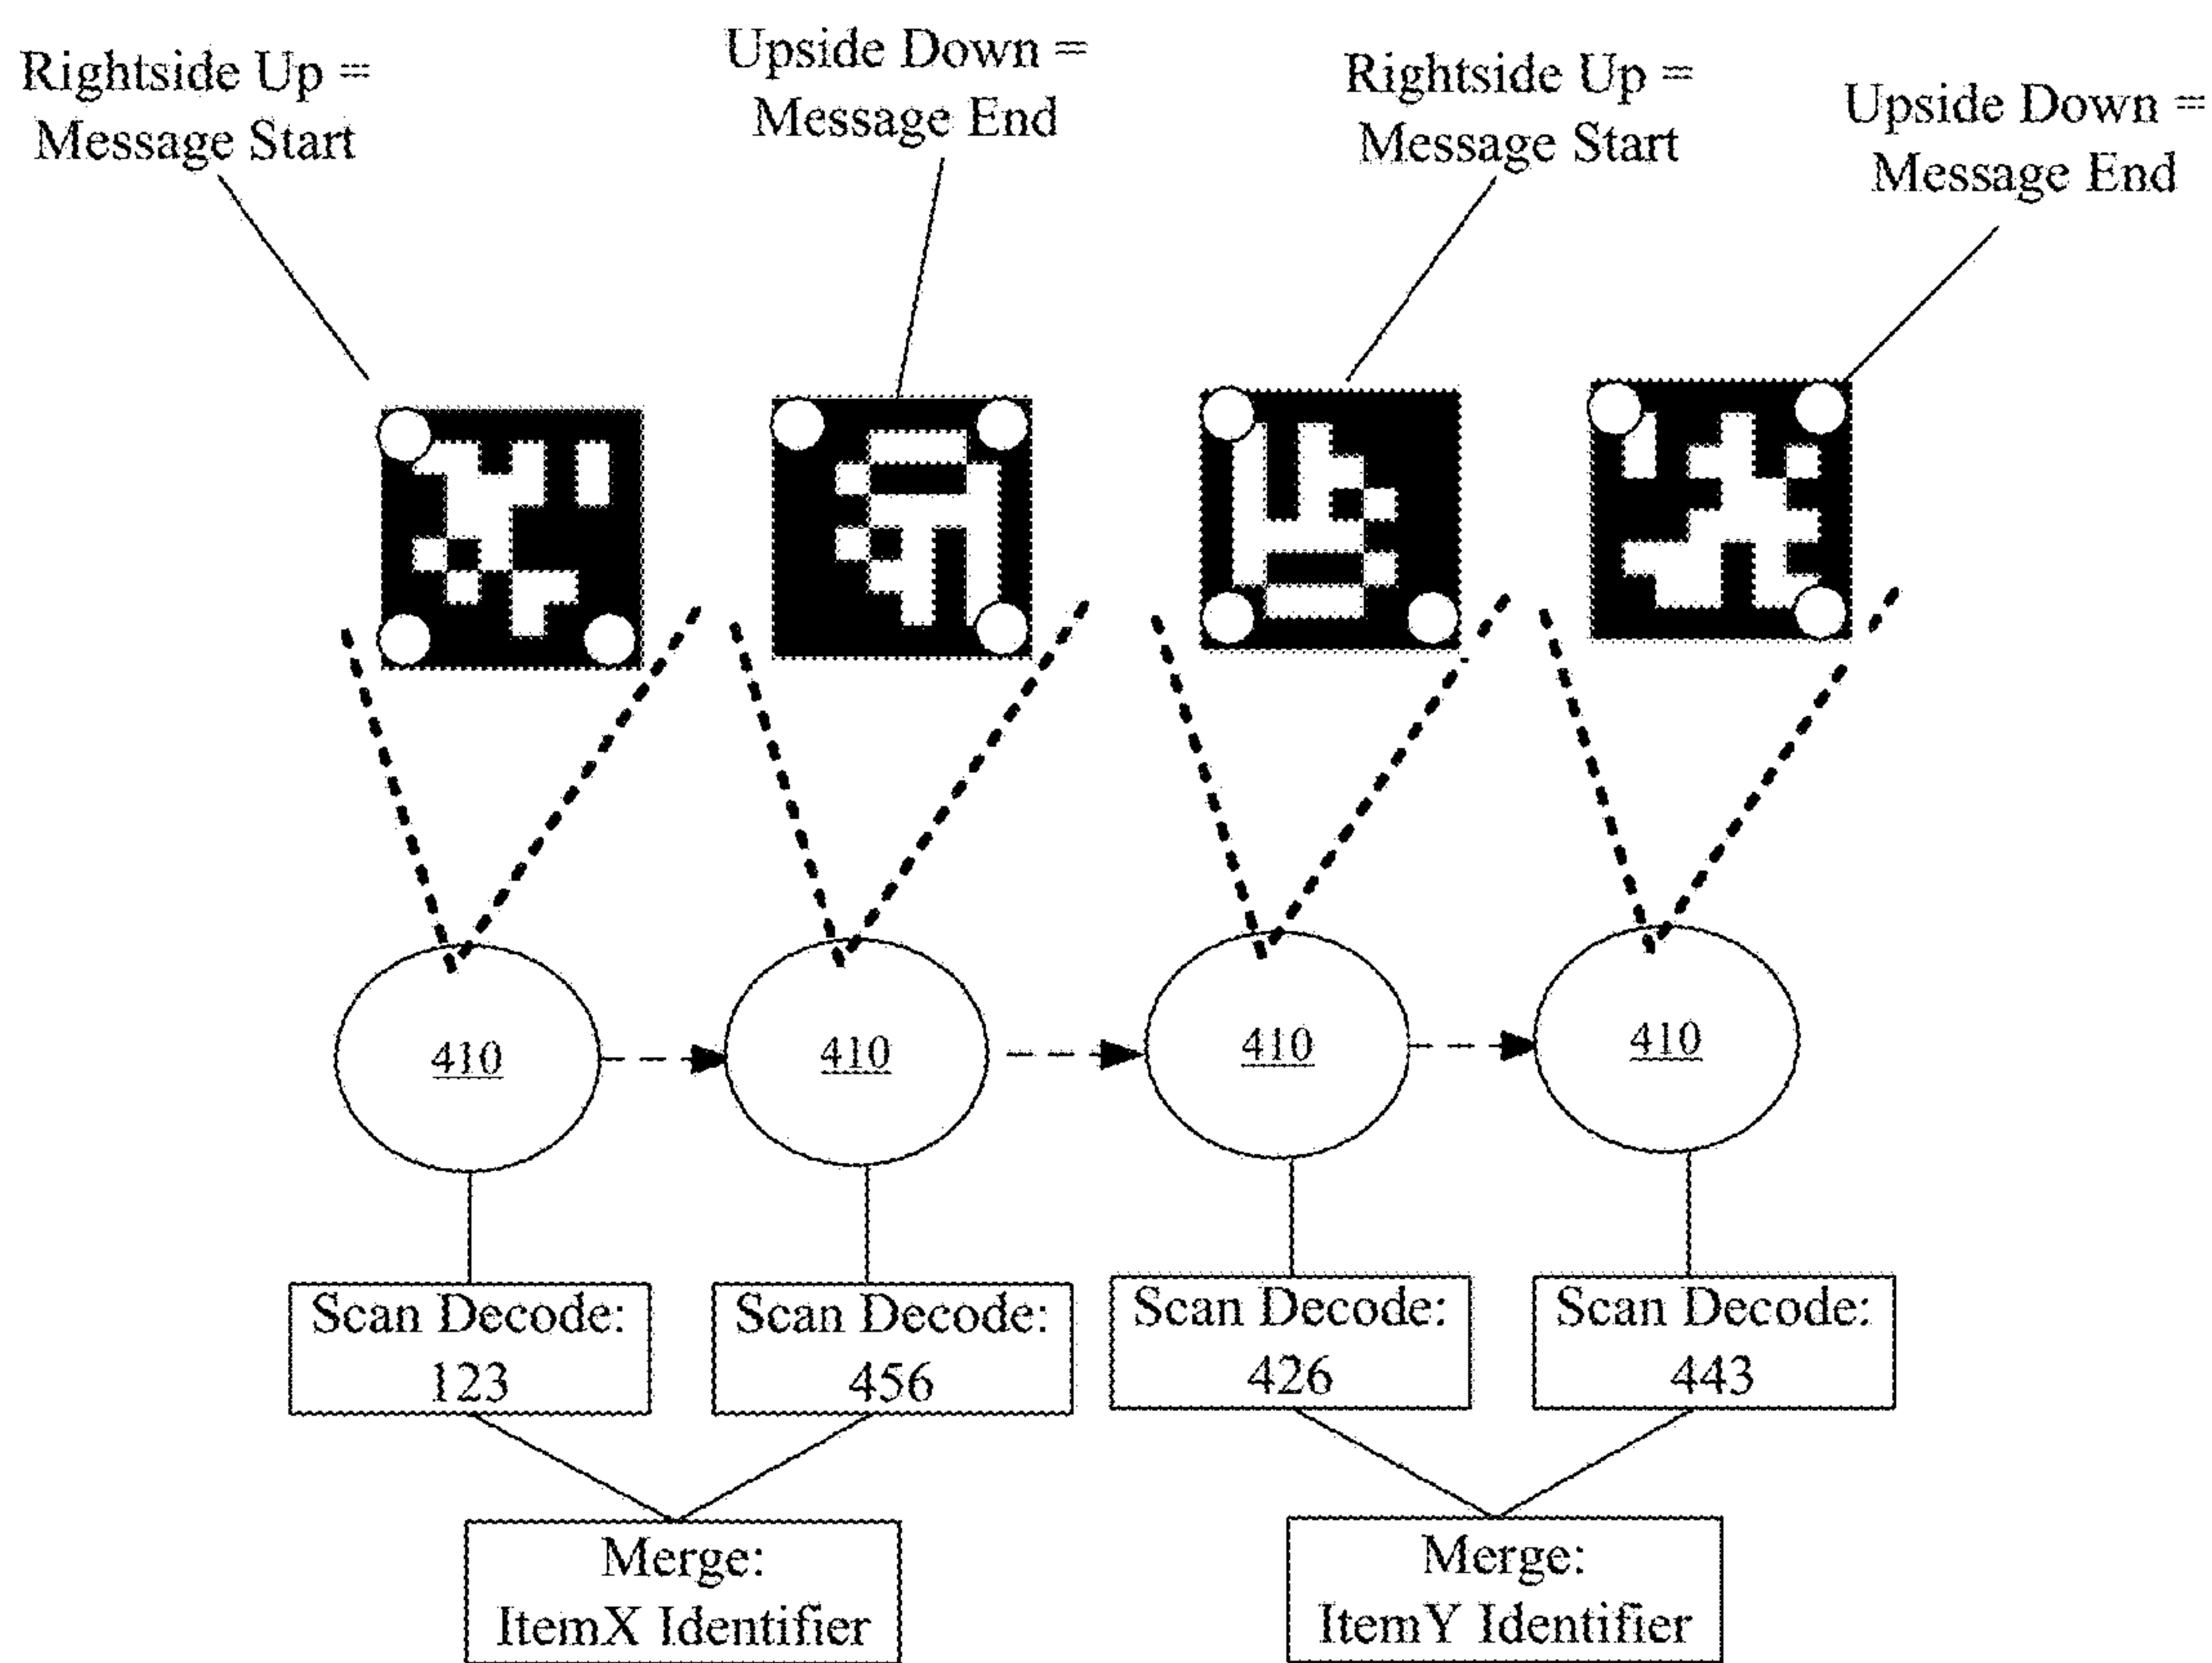 Rightside Up =
Message Start
Upside Down =
Message End
Rightside Up =
Message Start
Upside Down =
Message End
410
410
410
410
Scan Decode:
123
Scan Decode:
456
Scan Decode:
426
Scan Decode:
443
Merge:
ItemX Identifier
Merge:
ItemY Identifier